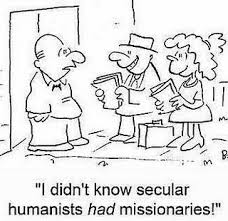 "I didn't know secular
humanists had missionaries!"